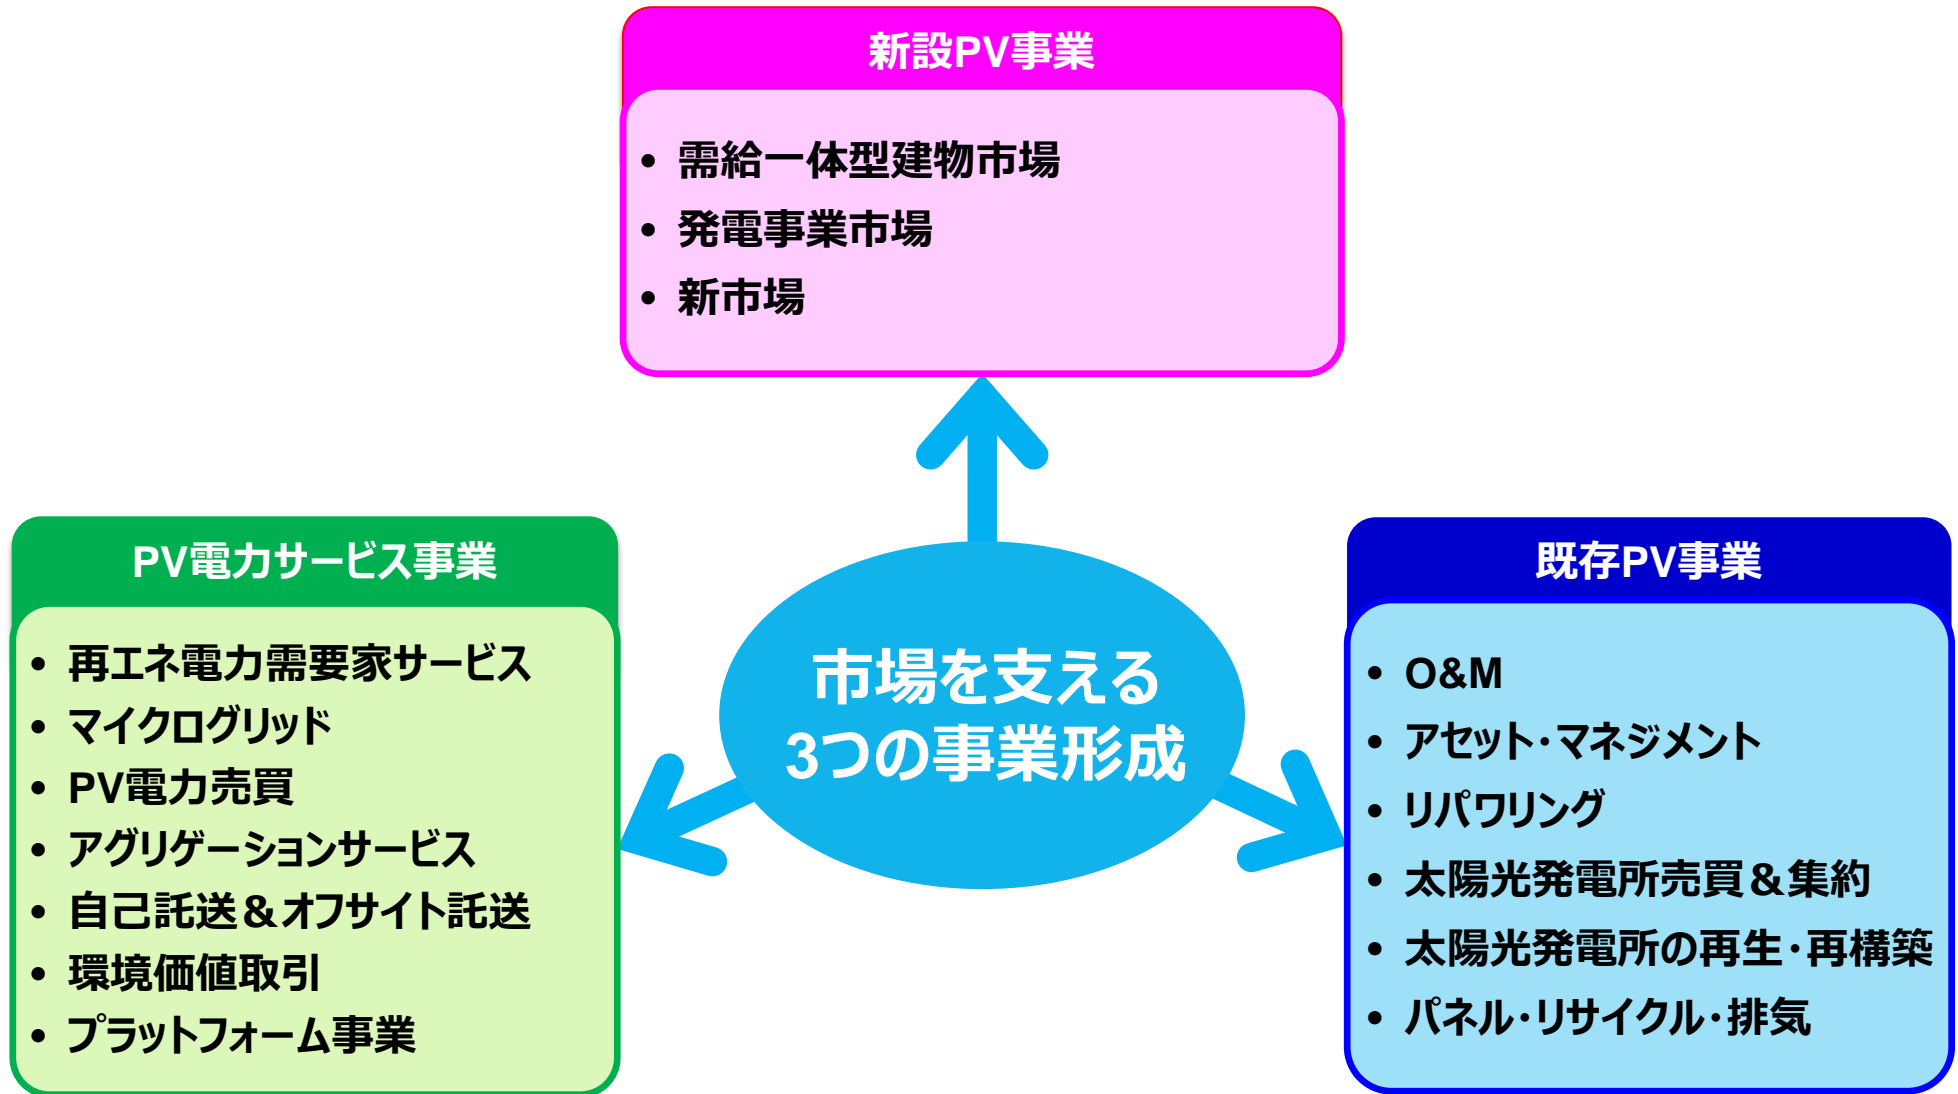 新設PV事業
• 需給一体型建物市場
• 発電事業市場
• 新市場
市場を支える
3つの事業形成
PV電力サービス事業
• 再エネ電力需要家サービス
• マイクログリッド
• PV電力売買
• アグリゲーションサービス
• 自己託送＆オフサイト託送
• 環境価値取引
• プラットフォーム事業
既存PV事業
• O&M
• アセット・マネジメント
• リパワリング
• 太陽光発電所売買＆集約
• 太陽光発電所の再生・再構築
• パネル・リサイクル・排気